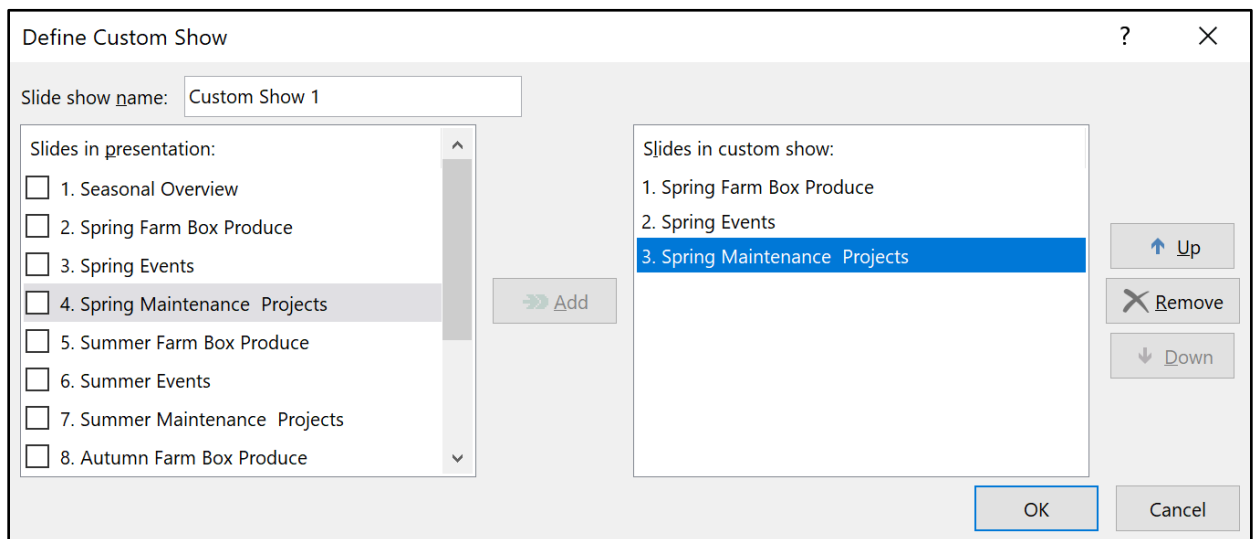 Define Custom Show
?
Slide show name: Custom Show 1
Slides in presentation:
1. Seasonal Overview
2. Spring Farm Box Produce
3. Spring Events
4. Spring Maintenance  Projects
5. Summer Farm Box Produce
6. Summer Events
7. Summer Maintenance  Projects
8. Autumn Farm Box Produce
Add
Slides in custom show:
1. Spring Farm Box Produce
2. Spring Events
3. Spring Maintenance  Projects
Up
Remove
Down
OK
Cancel